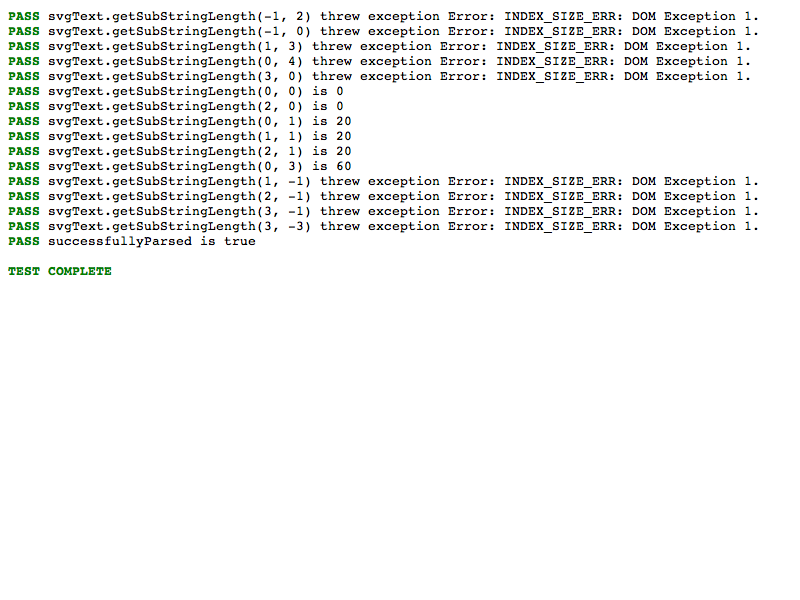 PASS svgText.getSubStringLength(-1, 2) threw exception Error: INDEX_SIZE_ERR: DOM Exception 1.
PASS svgText.getSubStringLength(-1, 0) threw exception Error: INDEX_SIZE_ERR: DOM Exception 1.
PASS svgText.getSubStringLength(1, 3) threw exception Error: INDEX_SIZE_ERR: DOM Exception 1.
PASS svgText.getSubStringLength(0, 4) threw exception Error: INDEX_SIZE_ERR: DOM Exception 1.
PASS svgText.getSubStringLength(3, 0) threw exception Error: INDEX_SIZE_ERR: DOM Exception 1.
PASS svgText.getSubStringLength(0, 0) is 0
PASS svgText.getSubStringLength(2, 0) is 0
PASS svgText.getSubStringLength(0, 1) is 20
PASS svgText.getSubStringLength(1, 1) is 20
PASS svgText.getSubStringLength(2, 1) is 20
PASS svgText.getSubStringLength(0, 3) is 60
PASS svgText.getSubStringLength(1, -1) threw exception Error: INDEX_SIZE_ERR: DOM Exception 1.
PASS svgText.getSubStringLength(2, -1) threw exception Error: INDEX_SIZE_ERR: DOM Exception 1.
PASS svgText.getSubStringLength(3, -1) threw exception Error: INDEX_SIZE_ERR: DOM Exception 1.
PASS svgText.getSubStringLength(3, -3) threw exception Error: INDEX_SIZE_ERR: DOM Exception 1.
PASS successfullyParsed is true
TEST COMPLETE